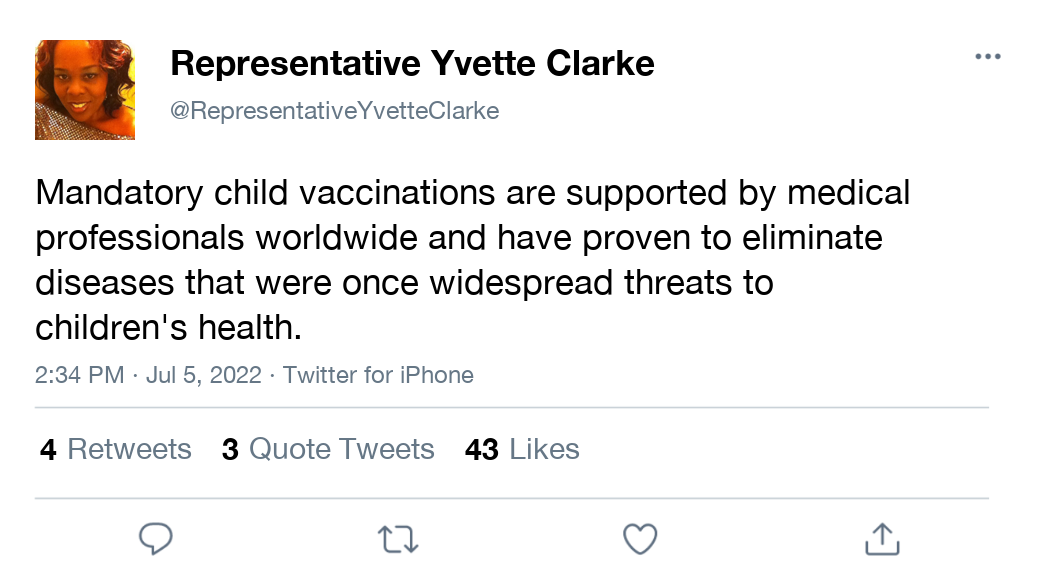 Representative Yvette Clarke
@RepresentativeYvetteClarke
Mandatory child vaccinations are supported by medical
professionals worldwide and have proven to eliminate
diseases that were once widespread threats to
children's health.
2:34 PM · Jul 5, 2022 · Twitter for iPhone
4 Retweets 3 Quote Tweets 43 Likes